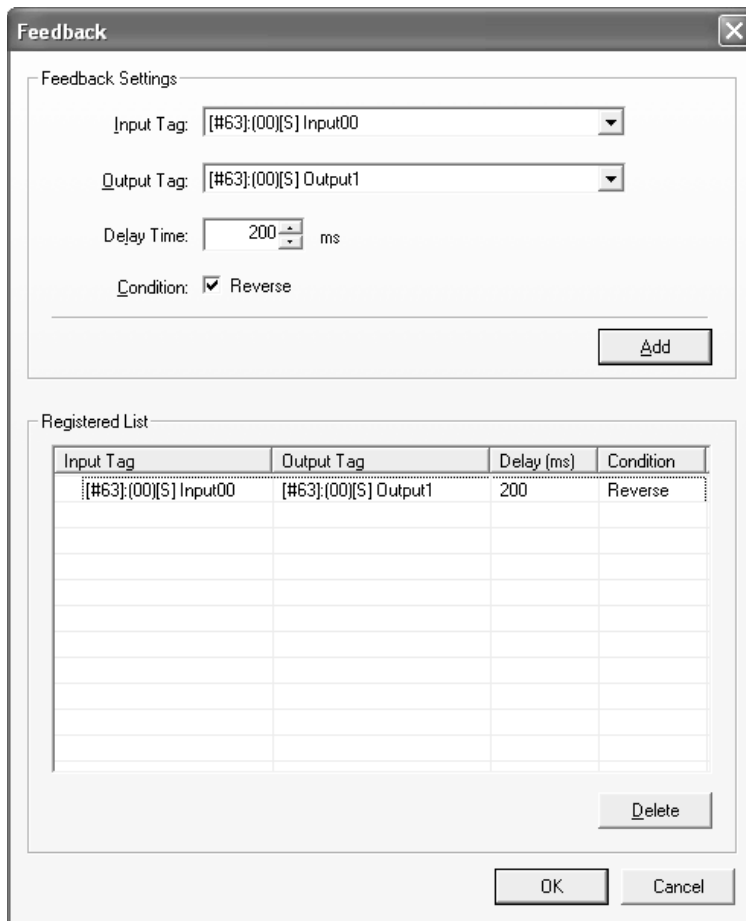 Feedback
Feedback Settings
Input Tag: [#63]:(00)[S] Input00
Output Tag: [#63]:(00)[S] Output1
Delay Time: 200 ms
Condition: Reverse
Add
Registered List
Input Tag Output Tag Delay (ms) Condition
[#63]:(00)[S] Input00 [#63]:(00)[S] Output1 200 Reverse
Delete
OK Cancel